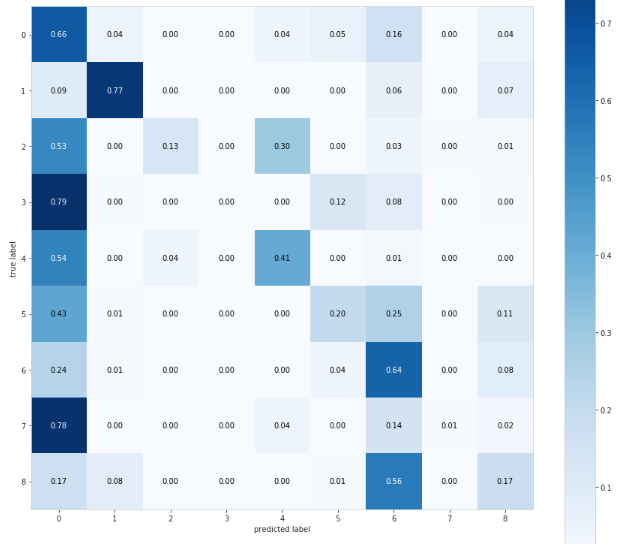 0 0.66 0.04 0.00 0.00 0.04 0.05 0.16 0.00 0.04
1 0.09 0.77 0.00 0.00 0.00 0.00 0.06 0.00 0.07
2 0.53 0.00 0.13 0.00 0.30 0.00 0.03 0.00 0.01
3 0.79 0.00 0.00 0.00 0.00 0.12 0.08 0.00 0.00
4 0.54 0.00 0.04 0.00 0.41 0.00 0.01 0.00 0.00
5 0.43 0.01 0.00 0.00 0.00 0.20 0.25 0.00 0.11
6 0.24 0.01 0.00 0.00 0.00 0.04 0.64 0.00 0.08
7 0.78 0.00 0.00 0.00 0.04 0.00 0.14 0.01 0.02
8 0.17 0.08 0.00 0.00 0.00 0.01 0.56 0.00 0.17
0 1 2 3 4 5 6 7 8
predicted label
true label
0.7
0.6
0.5
0.4
0.3
0.2
0.1